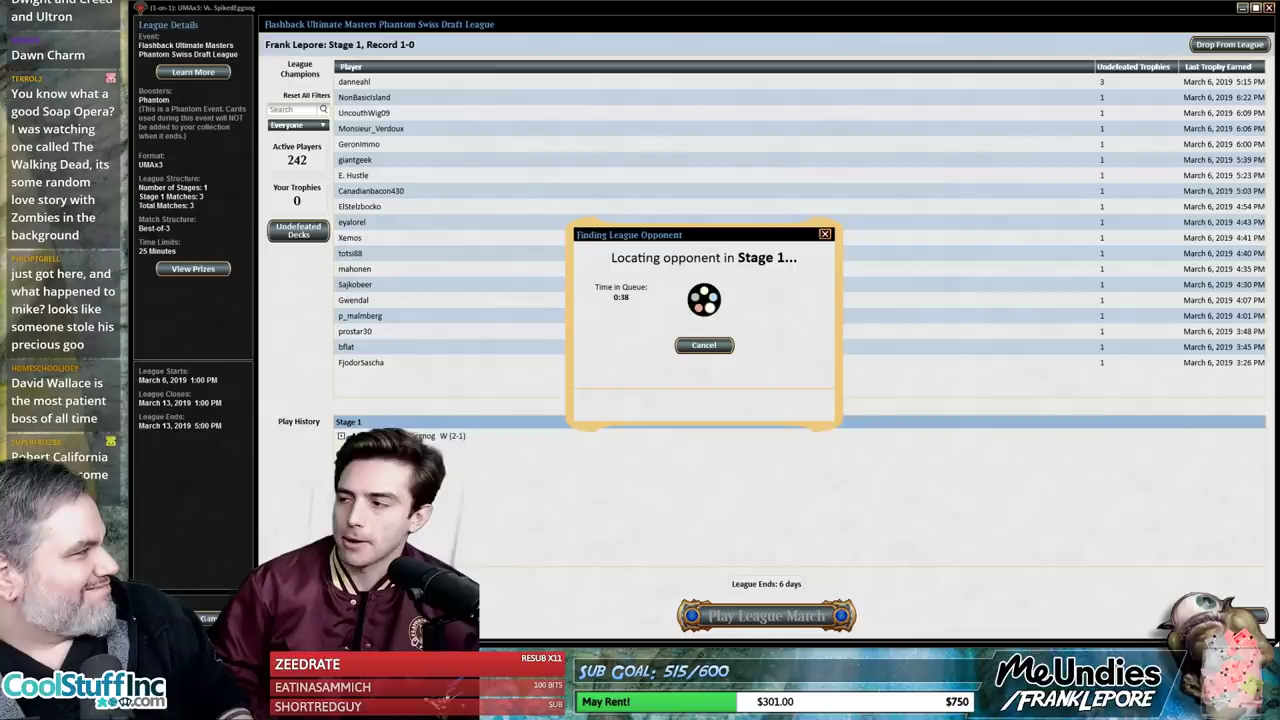 (1-on-1): UMAx3: Vs. SpikedEggnog
and Ultron
Dawn Charm
TERROL2
You know what a
good Soap Opera?
I was watching
one called The
Walking Dead, its
some random
love story with
Zombies in the
background
PHILIP7GBELL
just got here, and
what happened to
mike? looks like
someone stole his
precious goo
HOMESCHOOLJOEY
David Wallace is
the most patient
boss of all time
SUPERFRITZ88
Robert California
League Details
Event:
Flashback Ultimate Masters
Phantom Swiss Draft League
Learn More
Boosters:
Phantom
(This is a Phantom Event. Cards
used during this event will NOT
be added to your collection
when it ends.)
Format:
UMAx3
League Structure:
Number of Stages: 1
Stage 1 Matches: 3
Total Matches: 3
Match Structure:
Best-of-3
Time Limits:
25 Minutes
View Prizes
League Starts:
March 6, 2019 1:00 PM
League Closes:
March 13, 2019 1:00 PM
League Ends:
March 13, 2019 5:00 PM
Flashback Ultimate Masters Phantom Swiss Draft League
Frank Lepore: Stage 1, Record 1-0
Drop From League
League
Champions
Reset All Filters
Search
Everyone
Active Players
242
Your Trophies
0
Undefeated
Decks
Player Undefeated Trophies Last Trophy Earned
danneahl 3 March 6, 2019 5:15 PM
NonBasicIsland 1 March 6, 2019 6:22 PM
UncouthWig09 1 March 6, 2019 6:09 PM
Monsieur_Verdoux 1 March 6, 2019 6:06 PM
GeronImmo 1 March 6, 2019 6:00 PM
giantgeek 1 March 6, 2019 5:39 PM
E. Hustle 1 March 6, 2019 5:23 PM
Canadianbacon430 1 March 6, 2019 5:03 PM
ElStelzbocko 1 March 6, 2019 4:54 PM
eyalorel 1 March 6, 2019 4:43 PM
Xemos 1 March 6, 2019 4:41 PM
totsi88 1 March 6, 2019 4:40 PM
mahonen 1 March 6, 2019 4:35 PM
Sajkobeer 1 March 6, 2019 4:30 PM
Gwendal 1 March 6, 2019 4:07 PM
p_malmberg 1 March 6, 2019 4:01 PM
prostar30 1 March 6, 2019 3:48 PM
bflat 1 March 6, 2019 3:45 PM
FjodorSascha 1 March 6, 2019 3:26 PM
Finding League Opponent
Locating opponent in Stage 1...
Time in Queue:
0:38
Cancel
Play History
Stage 1
W (2-1)
League Ends: 6 days
Play League Match
CoolStuffInc
.com
ZEEDRATE RESUB X11
EATINASAMMICH 100 BITS
SHORTREDGUY SUB
SUB GOAL: 515/600
May Rent! $301.00 $750
MeUndies
/FRANKLEPORE